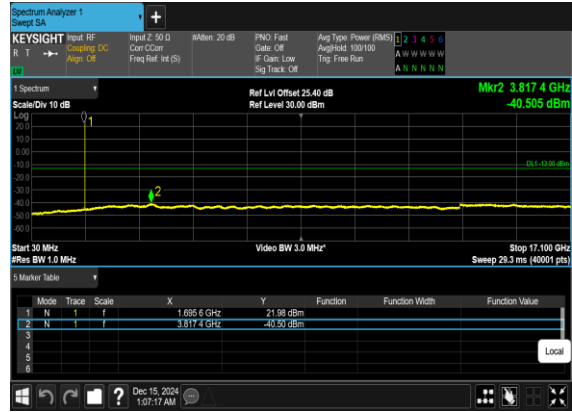 Spectrum Analyzer 1
Swept SA
+
KEYSIGHT Input: RF Input Z: 50 Ω #Atten: 20 dB PNO: Fast Avg Type: Power (RMS) 1 2 3 4 5 6
R T Coupling: DC Corr CCorr Gate: Off Avg|Hold: 100/100 A W W W W W
Align: Off Freq Ref: Int (S) IF Gain: Low Trig: Free Run
Sig Track: Off A N N N N N
1 Spectrum Ref Lvl Offset 25.40 dB Mkr2 3.817 4 GHz
Scale/Div 10 dB Ref Level 30.00 dBm -40.505 dBm
Log
20.0
10.0
0.00
-10.0
-20.0
-30.0
-40.0
-50.0
-60.0
1
DL1 -13.00 dBm
2
Start 30 MHz Video BW 3.0 MHz* Stop 17.100 GHz
#Res BW 1.0 MHz Sweep 29.3 ms (40001 pts)
5 Marker Table
Mode Trace Scale X Y Function Function Width Function Value
1 N 1 f 1.695 6 GHz 21.98 dBm
2 N 1 f 3.817 4 GHz -40.50 dBm
3
4
5
6
Local
? Dec 15, 2024
1:07:17 AM